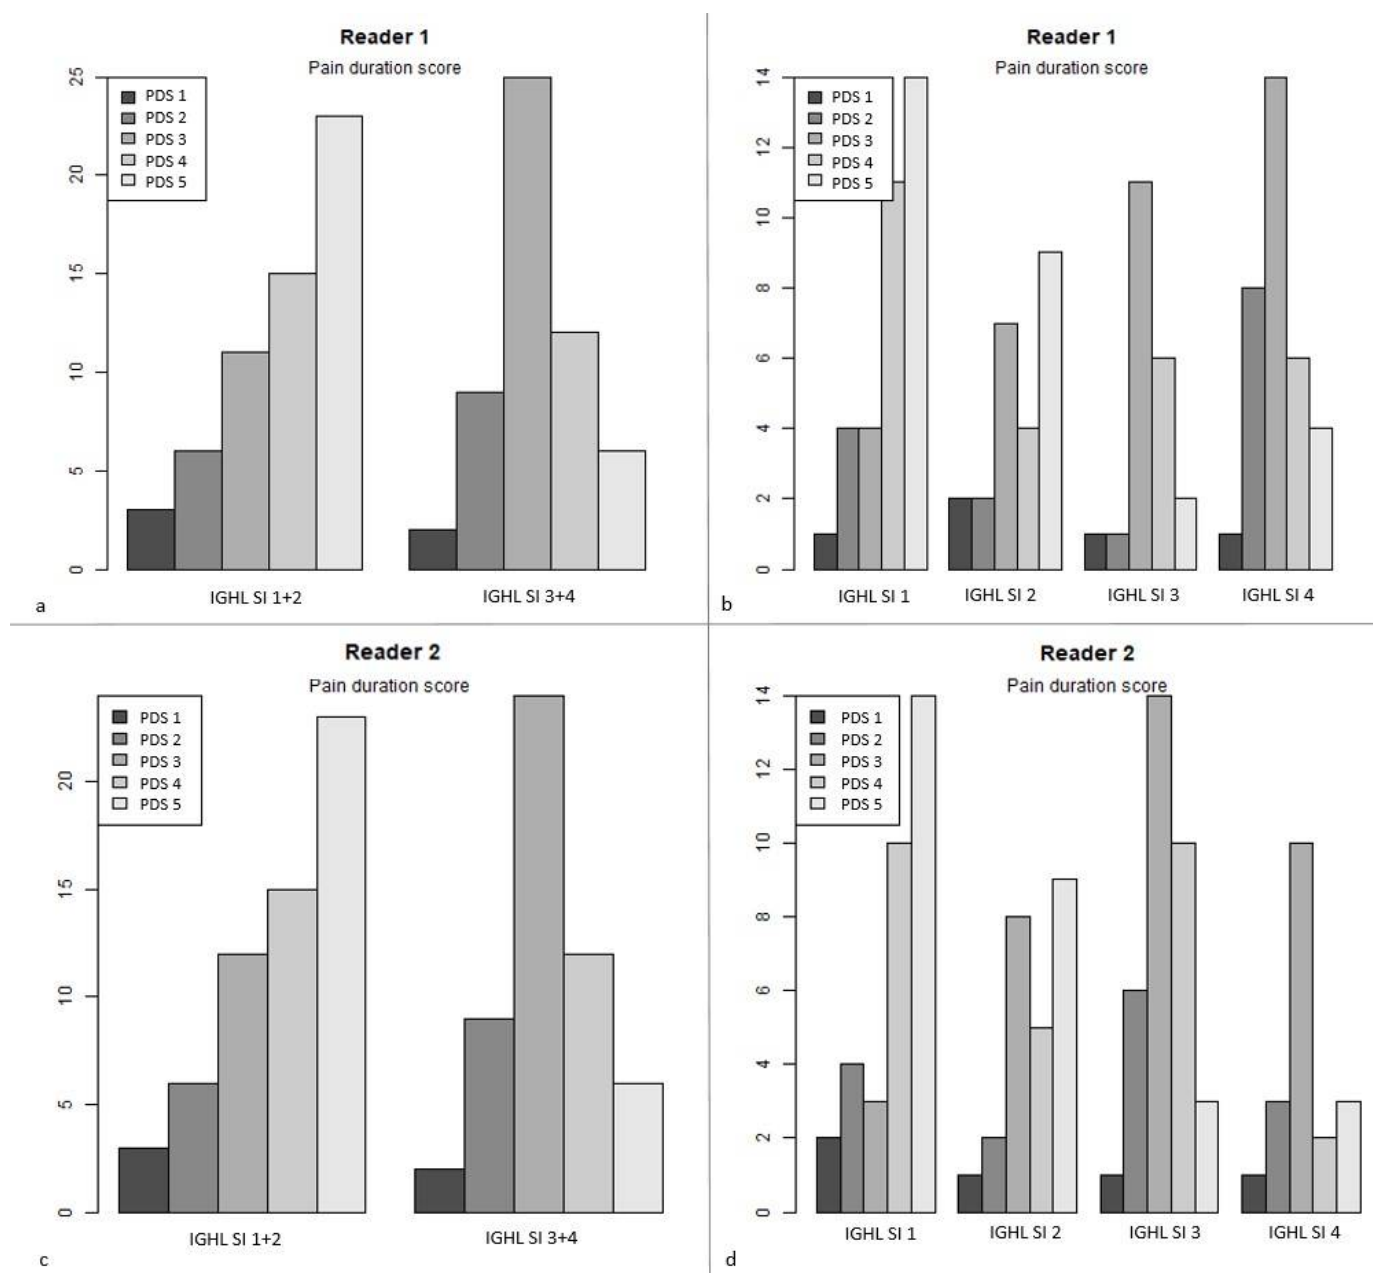 Reader 1
Pain duration score
25
20
15
10
5
0
PDS 1
PDS 2
PDS 3
PDS 4
PDS 5
IGHL SI 1+2
IGHL SI 3+4
a
Reader 1
Pain duration score
14
12
10
8
6
4
2
0
PDS 1
PDS 2
PDS 3
PDS 4
PDS 5
IGHL SI 1
IGHL SI 2
IGHL SI 3
IGHL SI 4
b
Reader 2
Pain duration score
20
15
10
5
0
PDS 1
PDS 2
PDS 3
PDS 4
PDS 5
IGHL SI 1+2
IGHL SI 3+4
c
Reader 2
Pain duration score
14
12
10
8
6
4
2
0
PDS 1
PDS 2
PDS 3
PDS 4
PDS 5
IGHL SI 1
IGHL SI 2
IGHL SI 3
IGHL SI 4
d